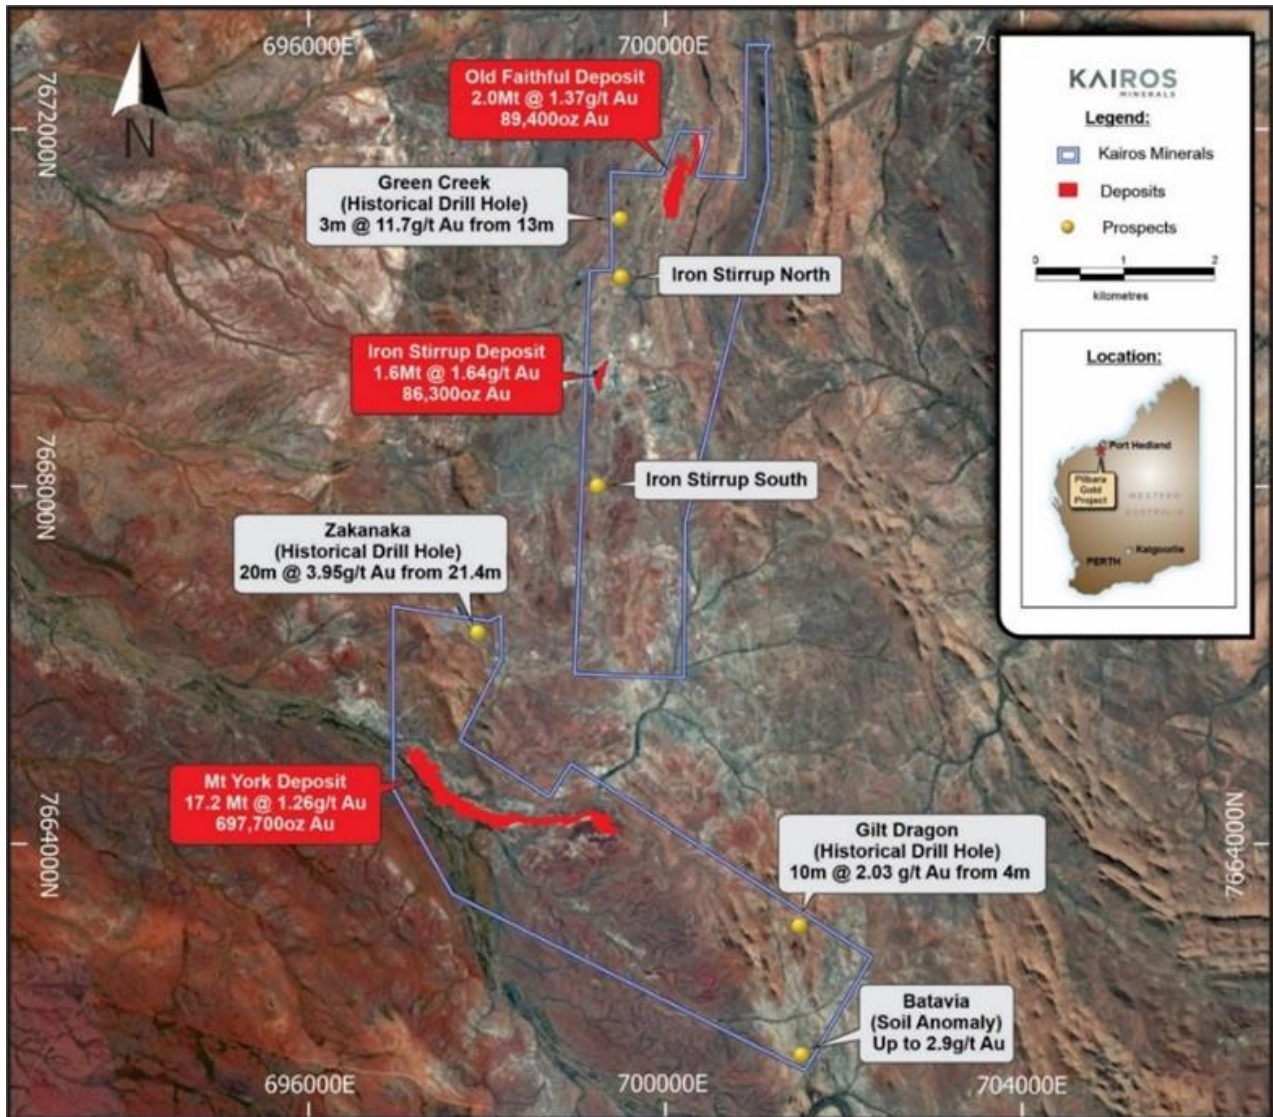 696000E
700000E
70
7672000N
7668000N
7664000N
7664000N
696000E
700000E
704000E
N
Old Faithful Deposit
2.0Mt @ 1.37g/t Au
89,400oz Au
Green Creek
(Historical Drill Hole)
3m @ 11.7g/t Au from 13m
Iron Stirrup North
Iron Stirrup Deposit
1.6Mt @ 1.64g/t Au
86,300oz Au
Iron Stirrup South
Zakanaka
(Historical Drill Hole)
20m @ 3.95g/t Au from 21.4m
Mt York Deposit
17.2 Mt @ 1.26g/t Au
697,700oz Au
Gilt Dragon
(Historical Drill Hole)
10m @ 2.03 g/t Au from 4m
Batavia
(Soil Anomaly)
Up to 2.9g/t Au
KAIROS
MINERALS
Legend:
Kairos Minerals
Deposits
Prospects
0 1 2
kilometres
Location:
Port Hedland
Pilbara
Gold
Project
WESTERN
AUSTRALIA
Kalgoorlie
PERTH